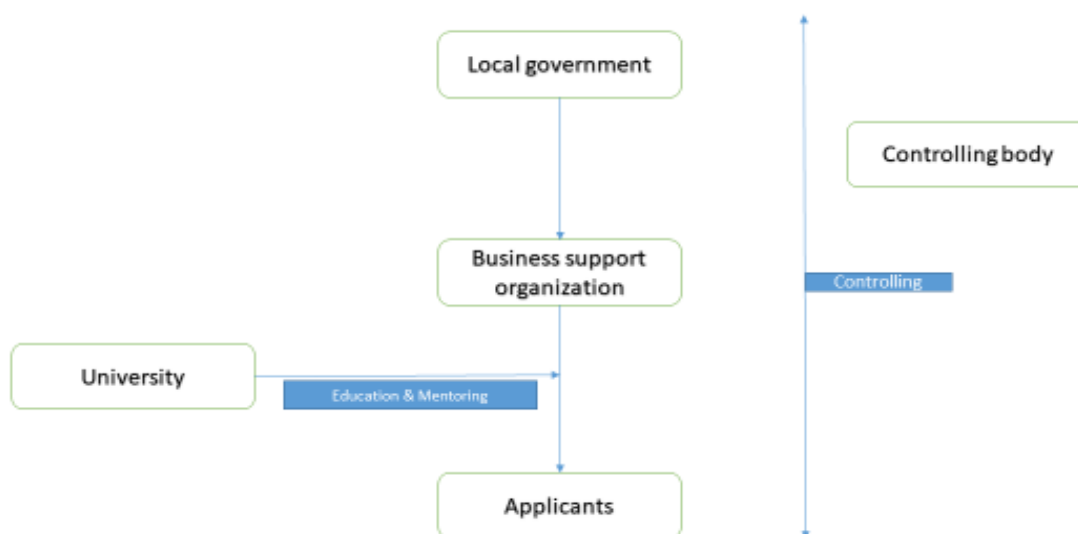 Local government
Controlling body
Business support
organization
Controlling
University
Education & Mentoring
Applicants